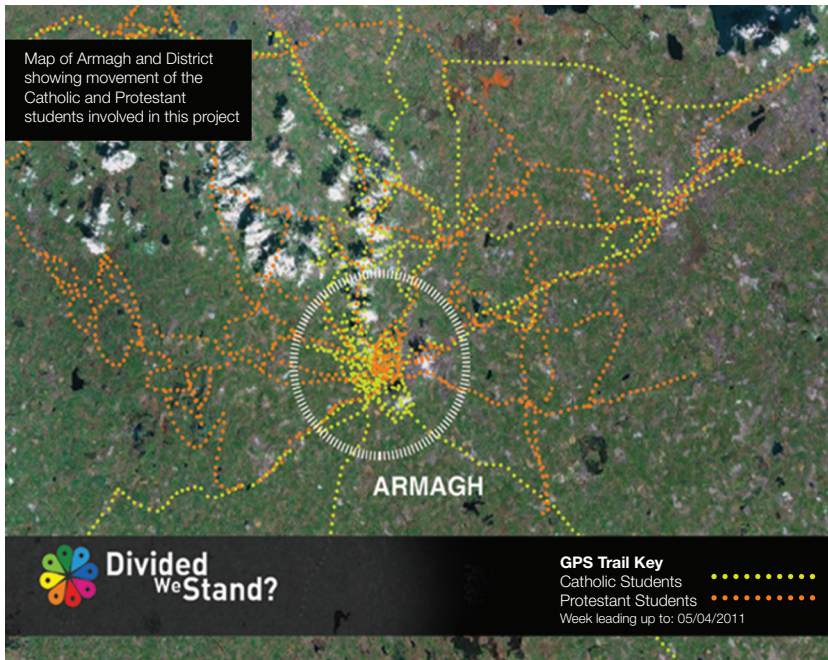 Map of Armagh and District
showing movement of the
Catholic and Protestant
students involved in this project
ARMAGH
Divided
We Stand?
GPS Trail Key
Catholic Students
Protestant Students
Week leading up to: 05/04/2011